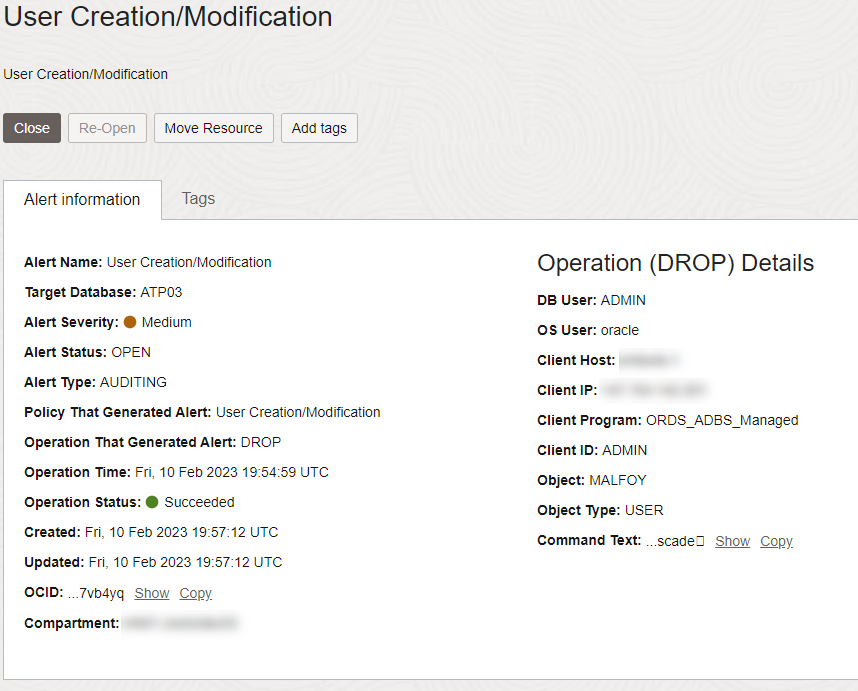 User Creation/Modification
User Creation/Modification
Close Re-Open Move Resource Add tags
Alert information Tags
Alert Name: User Creation/Modification
Target Database: ATP03
Alert Severity: Medium
Alert Status: OPEN
Alert Type: AUDITING
Policy That Generated Alert: User Creation/Modification
Operation That Generated Alert: DROP
Operation Time: Fri, 10 Feb 2023 19:54:59 UTC
Operation Status: Succeeded
Created: Fri, 10 Feb 2023 19:57:12 UTC
Updated: Fri, 10 Feb 2023 19:57:12 UTC
OCID: ...7vb4yq Show Copy
Compartment:
Operation (DROP) Details
DB User: ADMIN
OS User: oracle
Client Host:
Client IP:
Client Program: ORDS_ADBS_Managed
Client ID: ADMIN
Object: MALFOY
Object Type: USER
Command Text: ...scade Show Copy